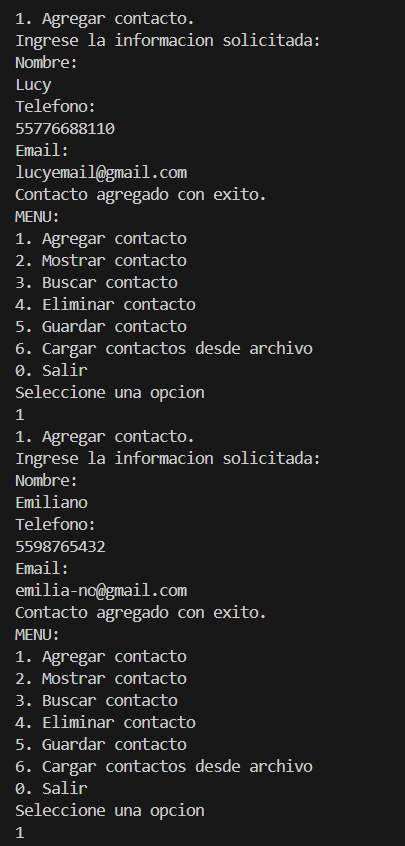 1. Agregar contacto.
Ingrese la informacion solicitada:
Nombre:
Lucy
Telefono:
55776688110
Email:
lucyemail@gmail.com
Contacto agregado con exito.
MENU:
1. Agregar contacto
2. Mostrar contacto
3. Buscar contacto
4. Eliminar contacto
5. Guardar contacto
6. Cargar contactos desde archivo
0. Salir
Seleccione una opcion
1
1. Agregar contacto.
Ingrese la informacion solicitada:
Nombre:
Emiliano
Telefono:
5598765432
Email:
emilia-no@gmail.com
Contacto agregado con exito.
MENU:
1. Agregar contacto
2. Mostrar contacto
3. Buscar contacto
4. Eliminar contacto
5. Guardar contacto
6. Cargar contactos desde archivo
0. Salir
Seleccione una opcion
1